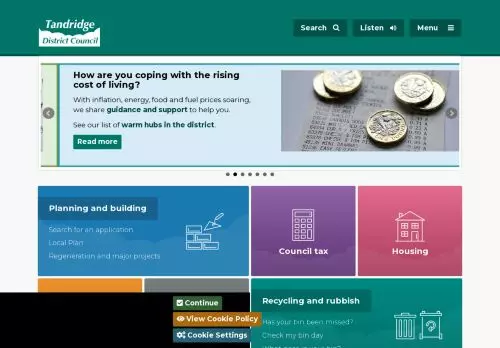 Tandridge
District Council
Search
Listen
Menu
How are you coping with the rising
cost of living?
With inflation, energy, food and fuel prices soaring,
we share guidance and support to help you.
See our list of warm hubs in the district.
Read more
Planning and building
Search for an application
Local Plan
Regeneration and major projects
Council tax
Housing
Continue
View Cookie Policy
Cookie Settings
Recycling and rubbish
Has your bin been missed?
Check my bin day